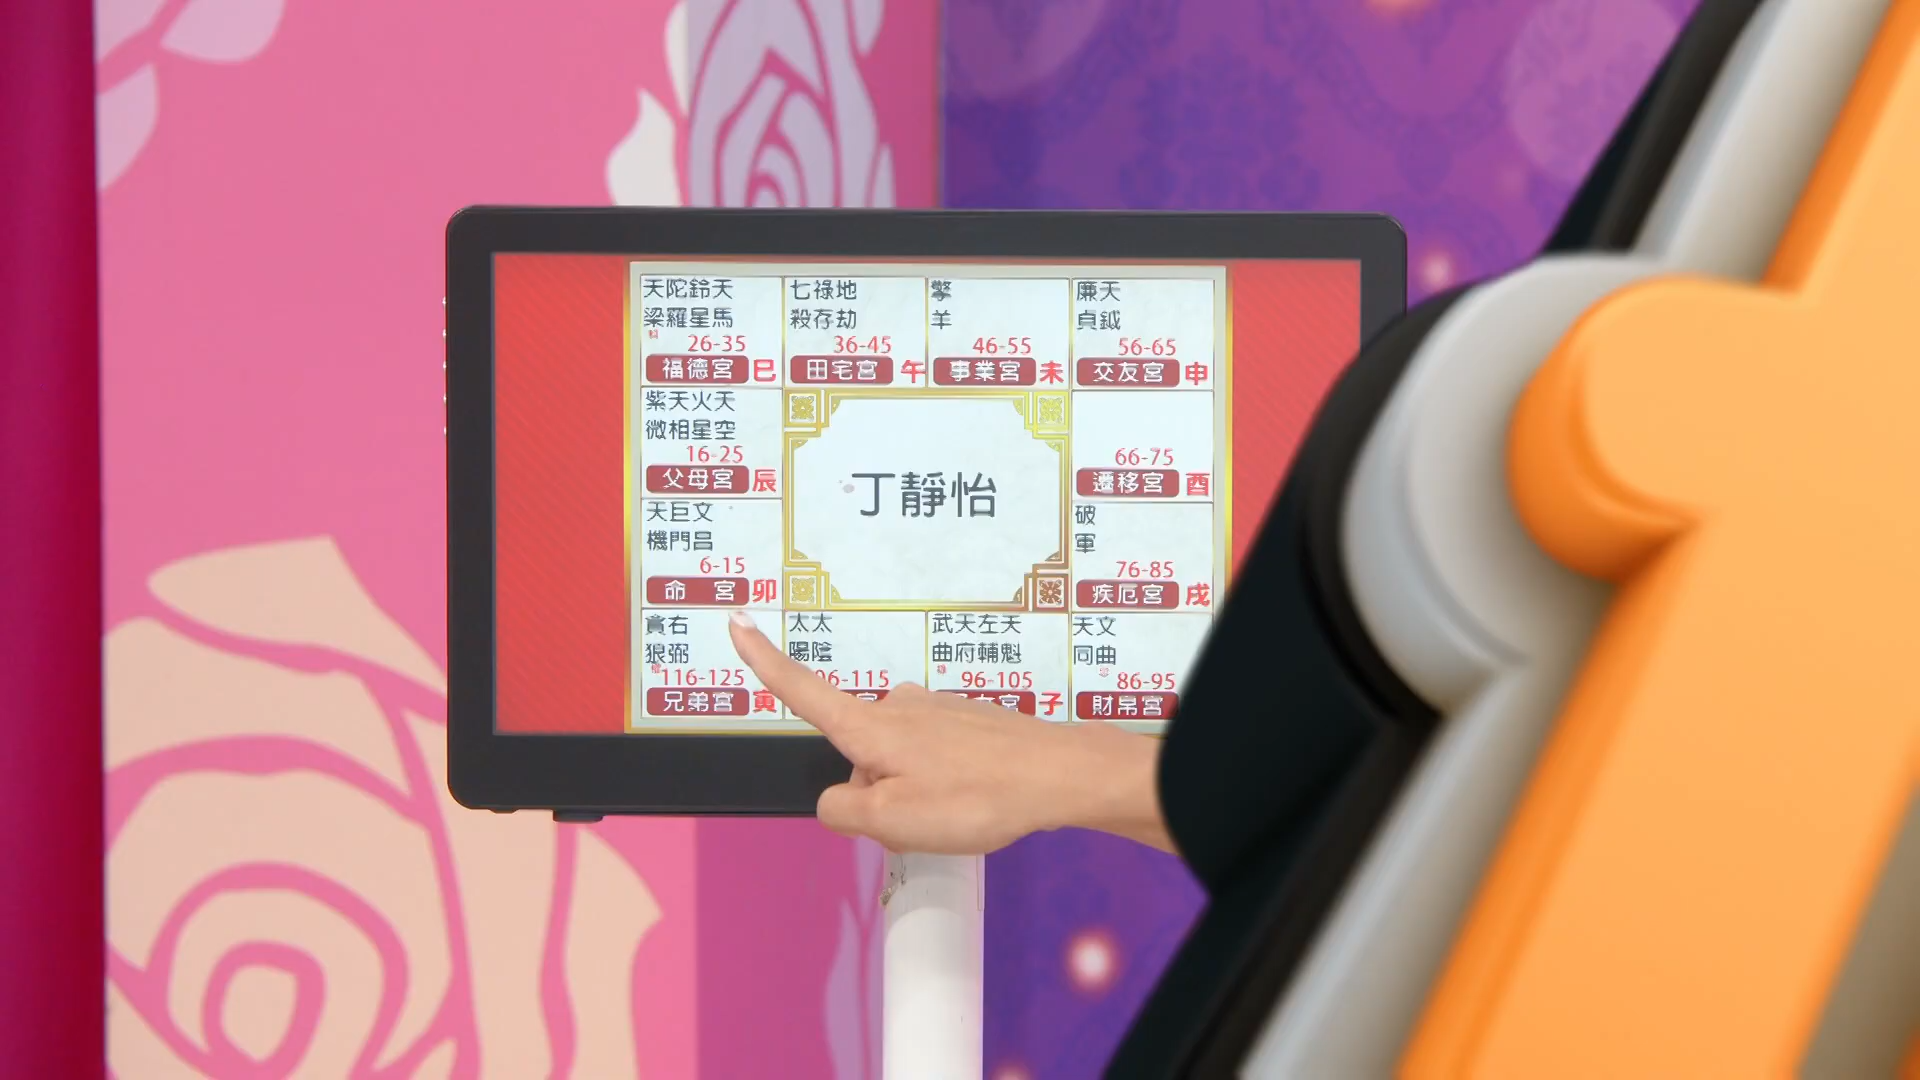 天陀鈴天
梁羅星馬
科
26-35
福德宮 巳
七祿地
殺存劫
36-45
田宅宮 午
擎
羊
46-55
事業宮 未
廉天
貞鉞
56-65
交友宮 申
紫天火天
微相星空
16-25
父母宮 辰
丁靜怡
66-75
遷移宮 酉
天巨文
機門昌
6-15
命 宮 卯
破
軍
76-85
疾厄宮 戌
貪右
狼弼
116-125
兄弟宮 寅
太太
陽陰
06-115
宮
武天左天
曲府輔魁
96-105
女宮 子
天文
同曲
86-95
財帛宮